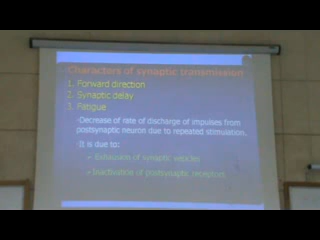 Characters of synaptic transmission
1. Forward direction
2. Synaptic delay
3. Fatigue
•Decrease of rate of discharge of impulses from
postsynaptic neuron due to repeated stimulation.
•It is due to:
➢ Exhaustion of synaptic vesicles
➢ Inactivation of postsynaptic receptors